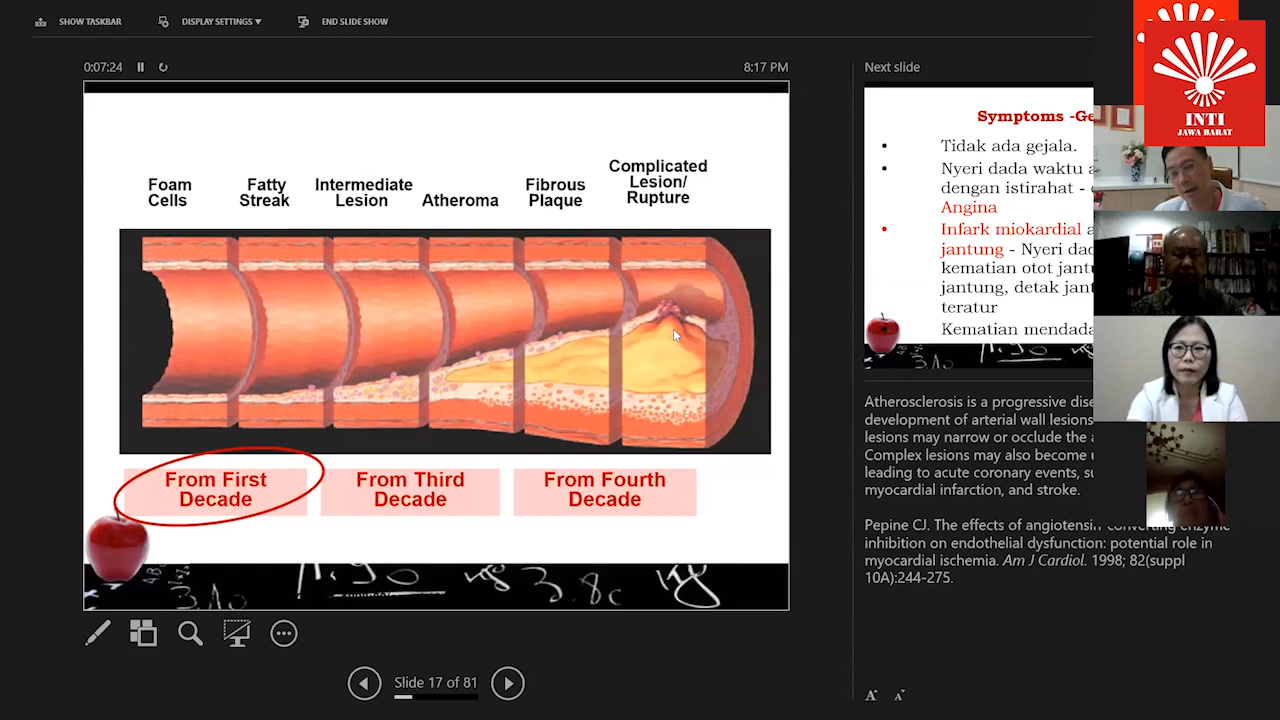 SHOW TASKBAR
DISPLAY SETTINGS ▼
END SLIDE SHOW
0:07:24
8:17 PM
Foam
Cells
Fatty
Streak
Intermediate
Lesion
Atheroma
Fibrous
Plaque
Complicated
Lesion/
Rupture
From First
Decade
From Third
Decade
From Fourth
Decade
3.8c
Slide 17 of 81
Next slide
Symptoms -Ge
• Tidak ada gejala.
• Nyeri dada waktu a
dengan istirahat -
Angina
• Infark miokardial a
jantung - Nyeri dad
kematian otot jant
jantung, detak jant
teratur
Kematian mendada
Atherosclerosis is a progressive dise
development of arterial wall lesions
lesions may narrow or occlude the a
Complex lesions may also become u
leading to acute coronary events, su
myocardial infarction, and stroke.
Pepine CJ. The effects of angiotensin converting enzyme
inhibition on endothelial dysfunction: potential role in
myocardial ischemia. Am J Cardiol. 1998; 82(suppl
10A):244-275.
A
A
INTI
JAWA BARAT